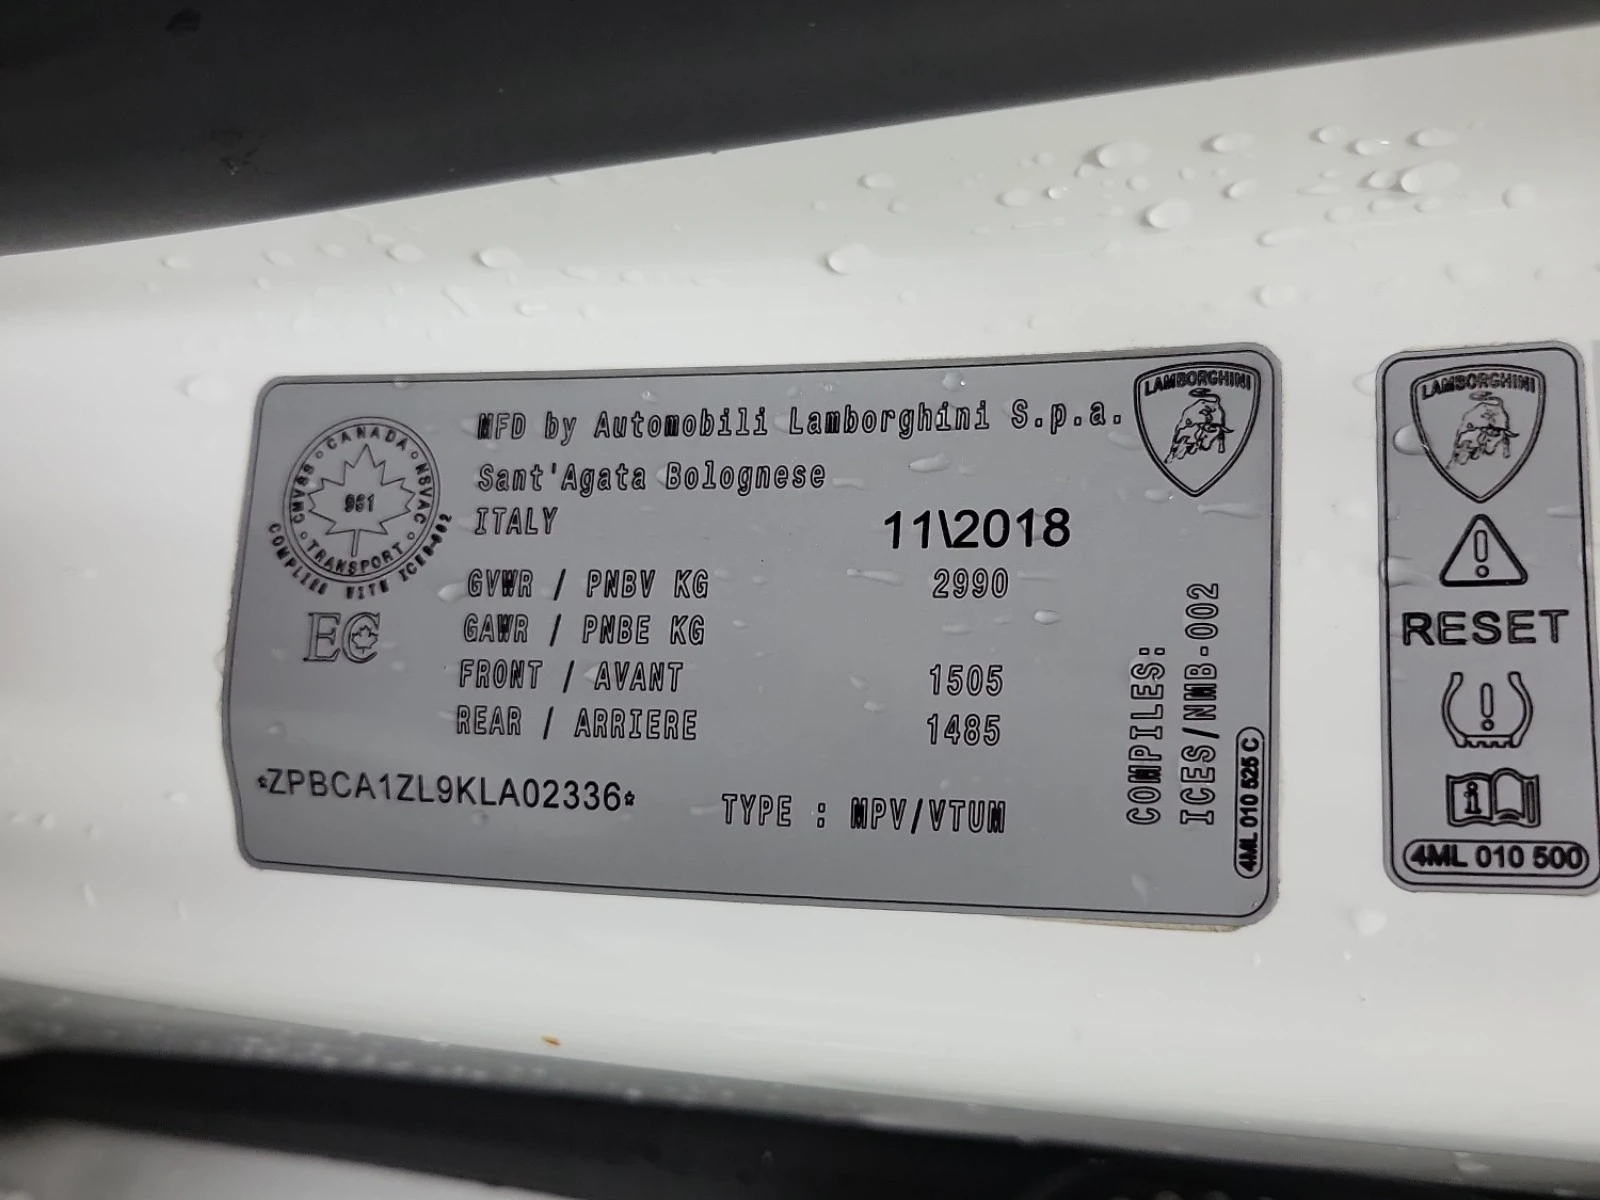 CANADA
CMVSS
NSVAC
961
TRANSPORT
COMPLIES WITH ICES-002
EC
MFD by Automobili Lamborghini S.p.a.
Sant'Agata Bolognese
ITALY 11\2018
GVWR / PNBV KG 2990
GAWR / PNBE KG
FRONT / AVANT 1505
REAR / ARRIERE 1485
*ZPBCA1ZL9KLA02336*
TYPE : MPV/VTUM
LAMBORGHINI
COMPILES:
ICES/NMB-002
4ML 010 525 C
LAMBORGHINI
RESET
4ML 010 500